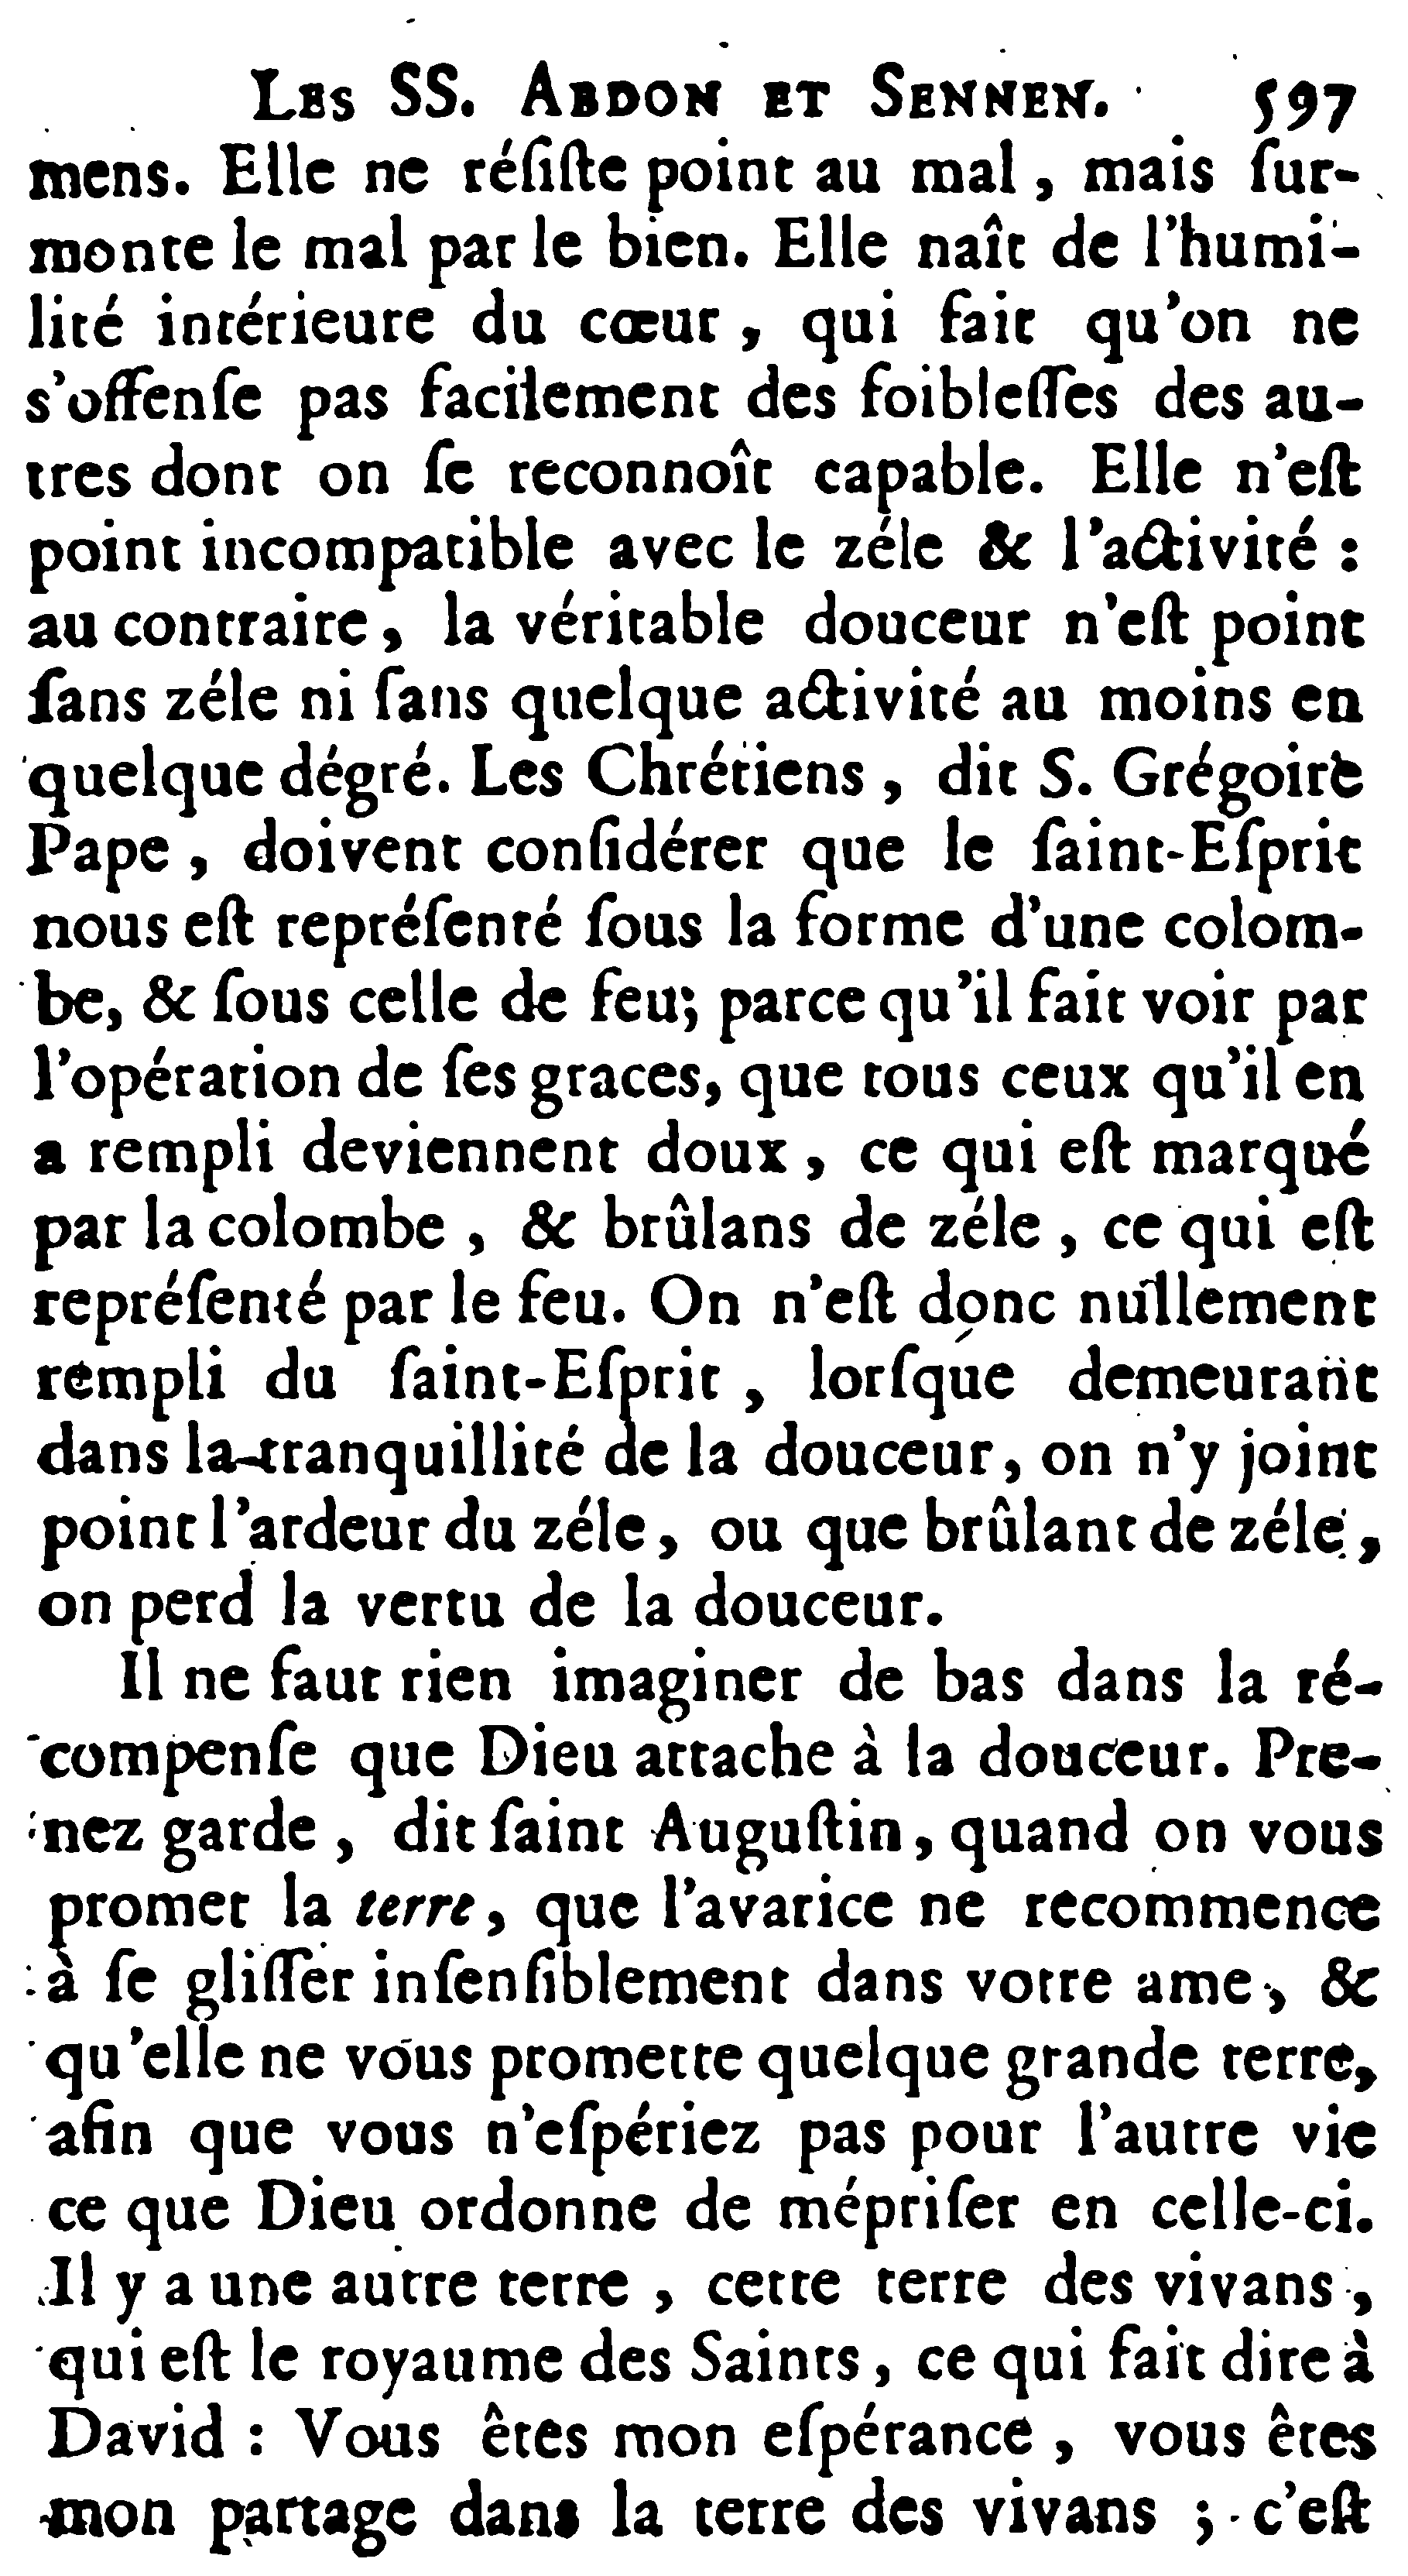 LES SS. ABDON ET SENNEN. 597
mens. Elle ne réſiſte point au mal, mais ſur-
monte le mal par le bien. Elle naît de l'humi-
lité intérieure du cœur, qui fait qu'on ne
s'offenſe pas facilement des foibleſſes des au-
tres dont on ſe reconnoît capable. Elle n'eſt
point incompatible avec le zéle & l'activité :
au contraire, la véritable douceur n'eſt point
ſans zéle ni ſans quelque activité au moins en
quelque dégré. Les Chrétiens, dit S. Grégoire
Pape, doivent conſidérer que le ſaint-Eſprit
nous eſt repréſenté ſous la forme d'une colom-
be, & ſous celle de feu; parce qu'il fait voir par
l'opération de ſes graces, que tous ceux qu'il en
a rempli deviennent doux, ce qui eſt marqué
par la colombe, & brûlans de zéle, ce qui eſt
repréſenté par le feu. On n'eſt donc nullement
rempli du ſaint-Eſprit, lorſque demeurant
dans la tranquillité de la douceur, on n'y joint
point l'ardeur du zéle, ou que brûlant de zéle,
on perd la vertu de la douceur.
Il ne faut rien imaginer de bas dans la ré-
compenſe que Dieu attache à la douceur. Pre-
nez garde, dit ſaint Auguſtin, quand on vous
promet la terre, que l'avarice ne recommence
à ſe gliſſer inſenſiblement dans votre ame, &
qu'elle ne vous promette quelque grande terre,
afin que vous n'eſpériez pas pour l'autre vie
ce que Dieu ordonne de mépriſer en celle-ci.
Il y a une autre terre, cette terre des vivans,
qui eſt le royaume des Saints, ce qui fait dire à
David : Vous êtes mon eſpérance, vous êtes
mon partage dans la terre des vivans ; c'eſt